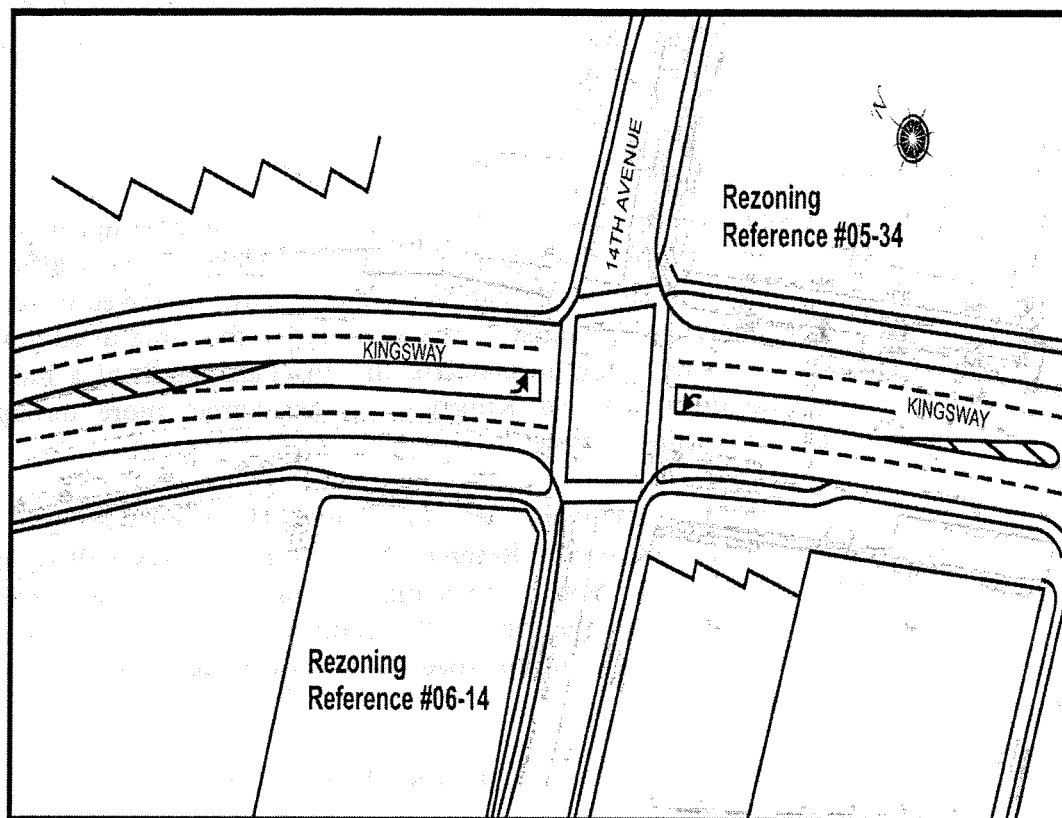 N
14TH AVENUE
Rezoning
Reference #05-34
KINGSWAY
KINGSWAY
Rezoning
Reference #06-14